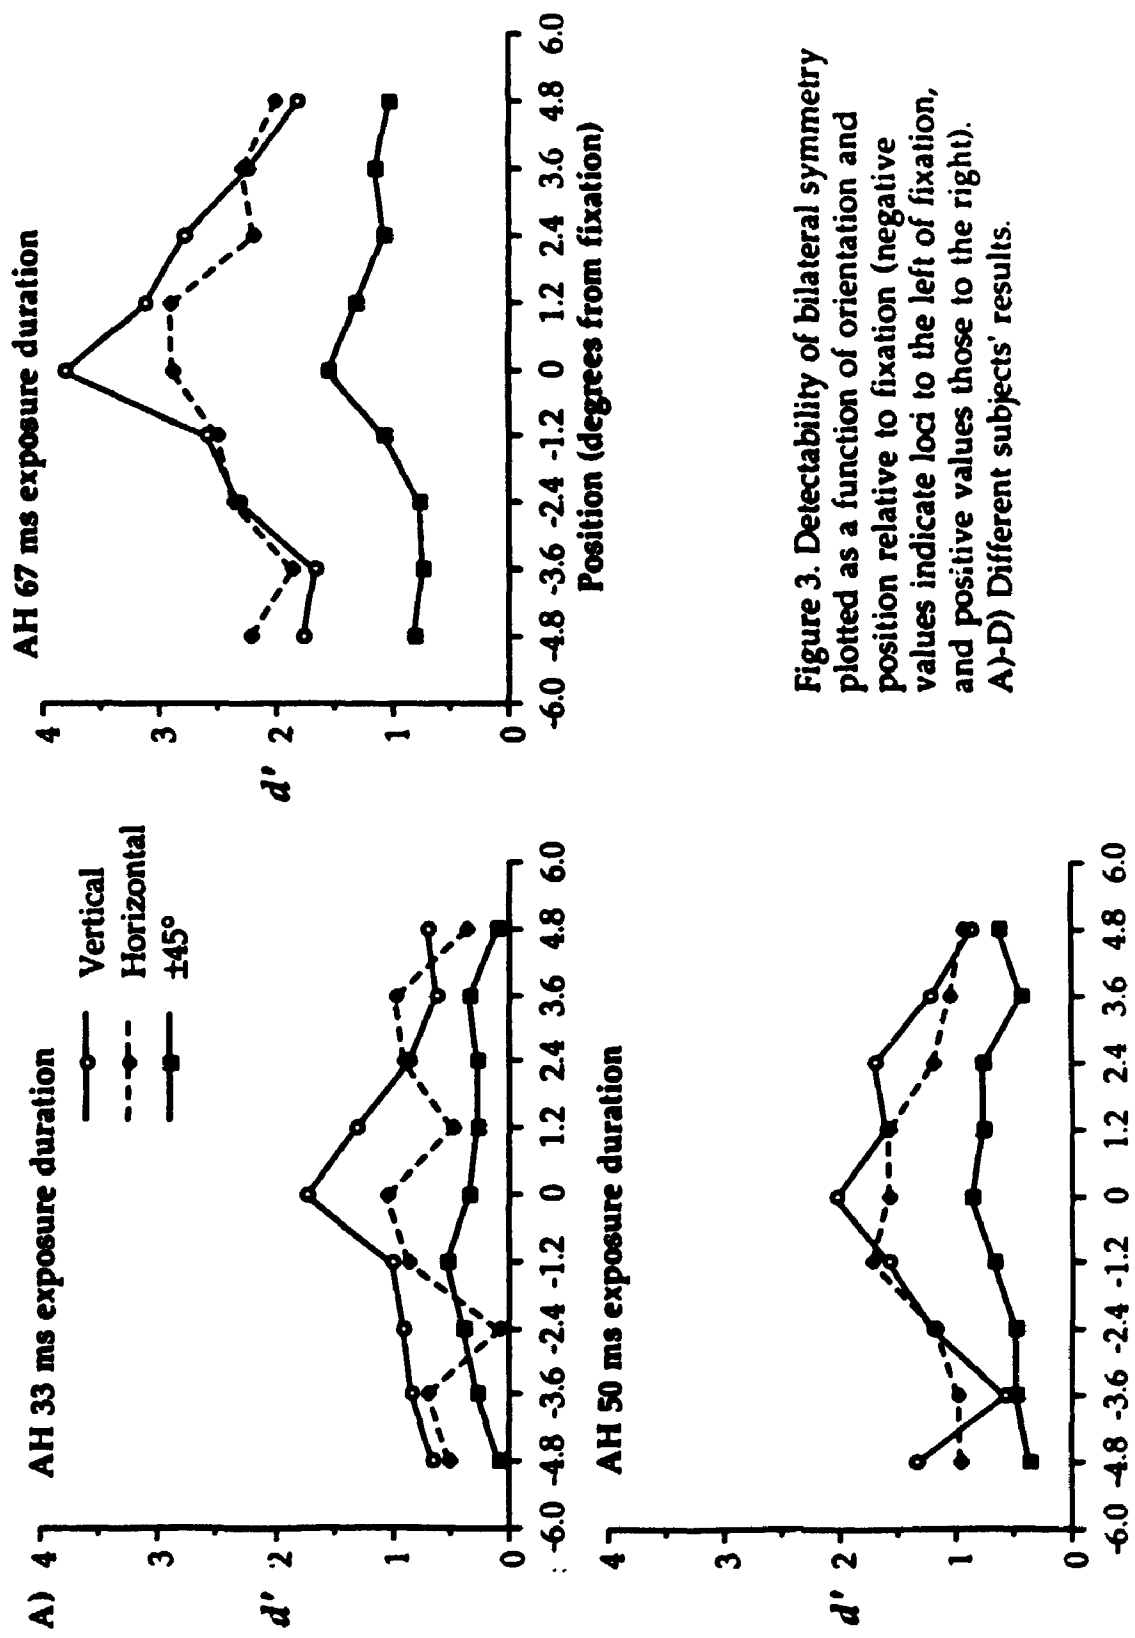 A)
AH 33 ms exposure duration
Vertical
Horizontal
±45°
4
3
d'
2
1
0
-6.0 -4.8 -3.6 -2.4 -1.2 0 1.2 2.4 3.6 4.8 6.0
AH 67 ms exposure duration
4
3
d'
2
1
0
-6.0 -4.8 -3.6 -2.4 -1.2 0 1.2 2.4 3.6 4.8 6.0
Position (degrees from fixation)
AH 50 ms exposure duration
4
3
d'
2
1
0
-6.0 -4.8 -3.6 -2.4 -1.2 0 1.2 2.4 3.6 4.8 6.0
Figure 3. Detectability of bilateral symmetry
plotted as a function of orientation and
position relative to fixation (negative
values indicate loci to the left of fixation,
and positive values those to the right).
A)-D) Different subjects' results.